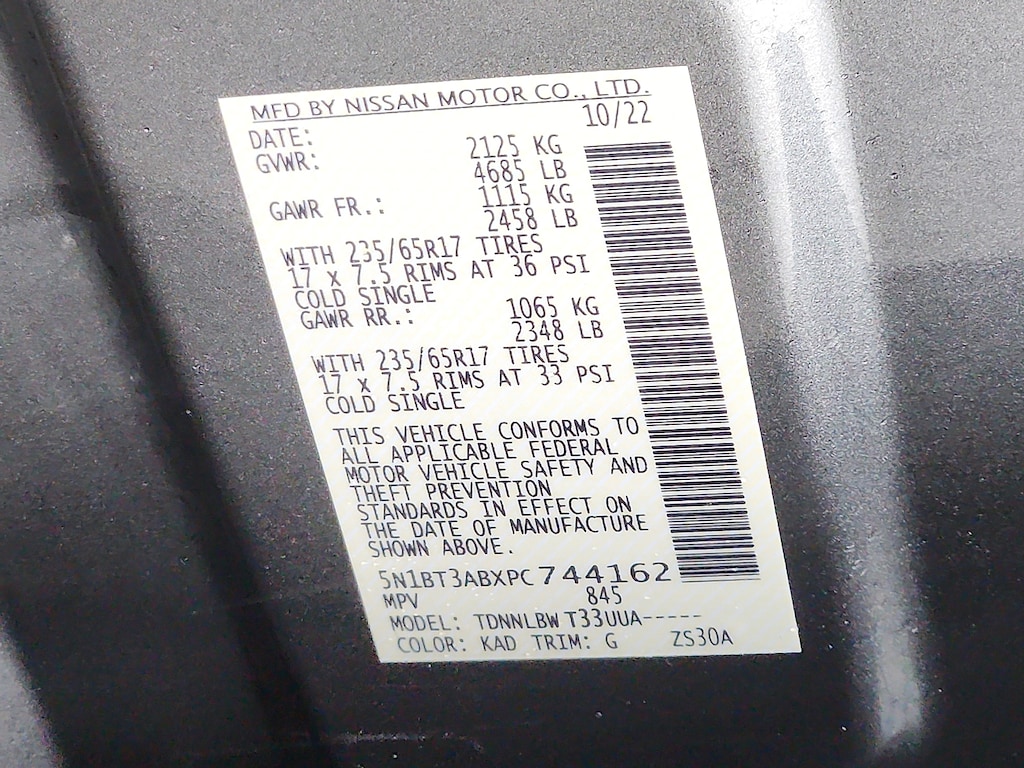 MFD BY NISSAN MOTOR CO., LTD.
DATE: 10/22
GVWR: 2125 KG
4685 LB
GAWR FR.: 1115 KG
2458 LB
WITH 235/65R17 TIRES
17 x 7.5 RIMS AT 36 PSI
COLD SINGLE
GAWR RR.: 1065 KG
2348 LB
WITH 235/65R17 TIRES
17 x 7.5 RIMS AT 33 PSI
COLD SINGLE
THIS VEHICLE CONFORMS TO
ALL APPLICABLE FEDERAL
MOTOR VEHICLE SAFETY AND
THEFT PREVENTION
STANDARDS IN EFFECT ON
THE DATE OF MANUFACTURE
SHOWN ABOVE.
5N1BT3ABXPC744162
MPV 845
MODEL: TDNNLBW T33UUA-----
COLOR: KAD TRIM: G ZS30A